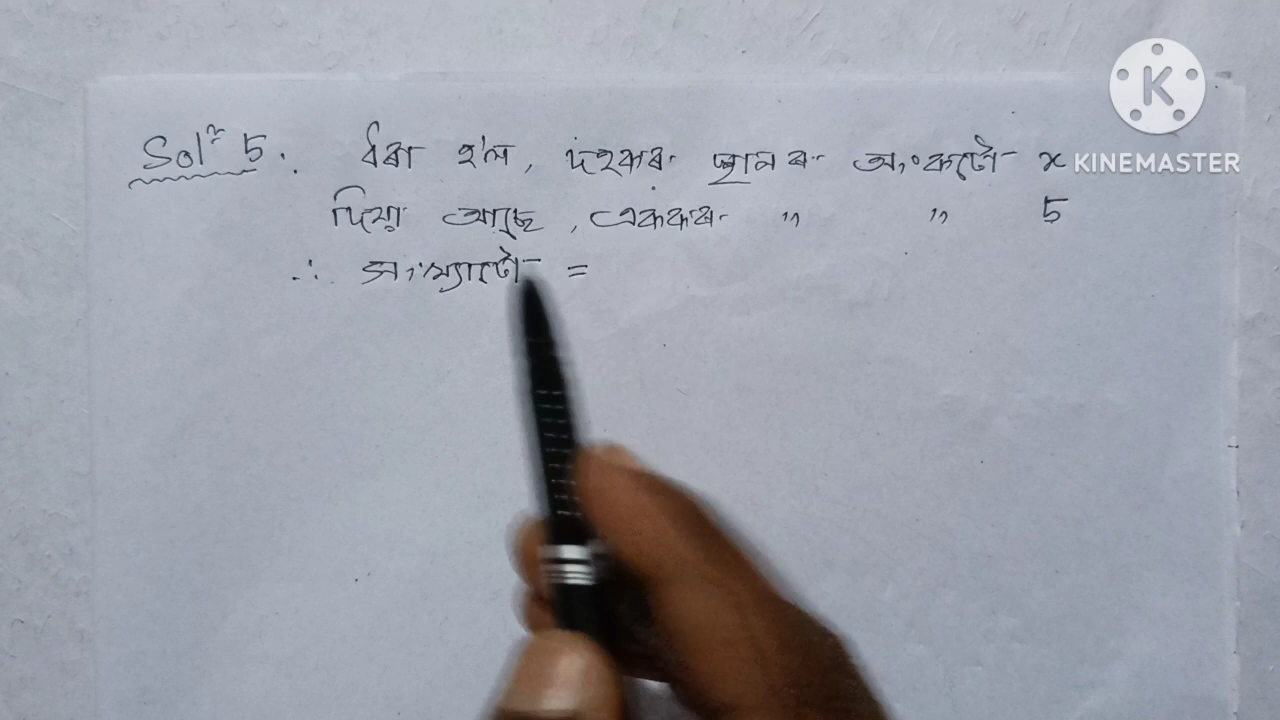 Solⁿ 5. ধৰা হ'ল, দহকৰ স্থানৰ অংকটো x
দিয়া আছে, এককৰ " " 5
∴ সংখ্যাটো =
KINEMASTER